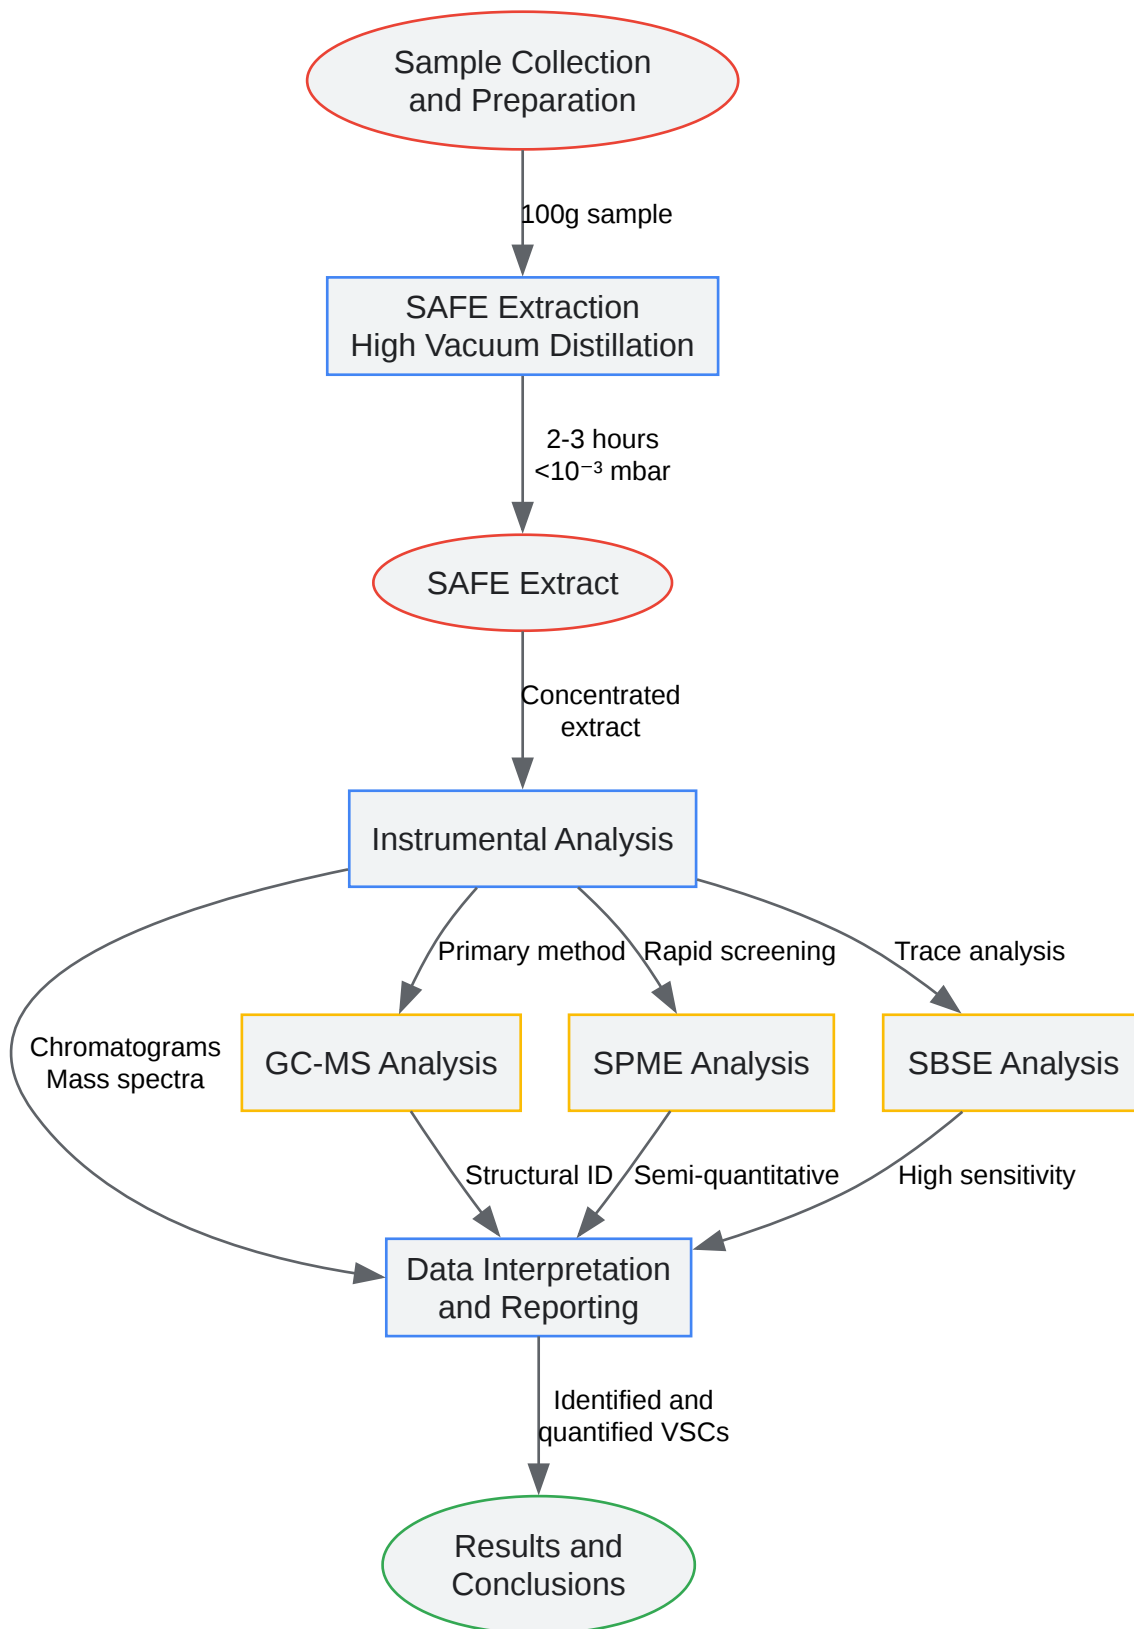 Sample Collection
and Preparation
100g sample
SAFE Extraction
High Vacuum Distillation
2-3 hours
<10⁻³ mbar
SAFE Extract
Concentrated
extract
Instrumental Analysis
Primary method
Rapid screening
Trace analysis
Chromatograms
Mass spectra
GC-MS Analysis
SPME Analysis
SBSE Analysis
Structural ID
Semi-quantitative
High sensitivity
Data Interpretation
and Reporting
Identified and
quantified VSCs
Results and
Conclusions